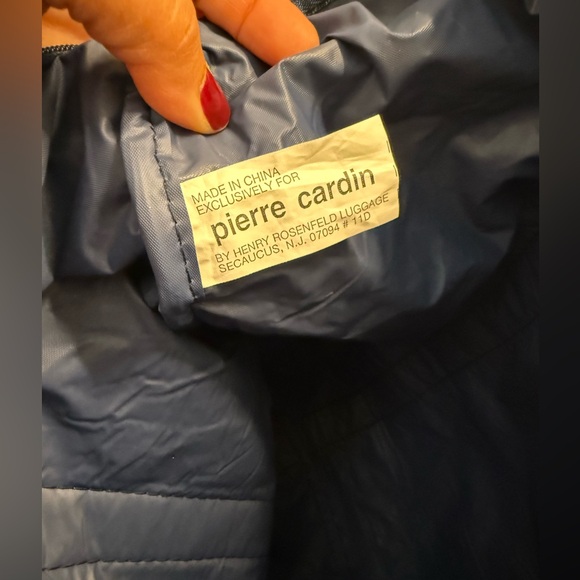 MADE IN CHINA
EXCLUSIVELY FOR
pierre cardin
BY HENRY ROSENFELD LUGGAGE
SECAUCUS, N.J. 07094 # 11D